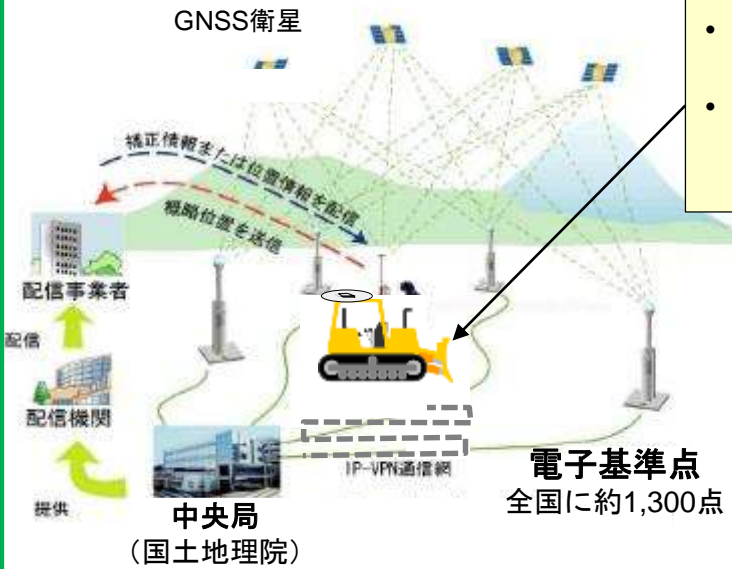 GNSS衛星
•
•
補正情報または位置情報を配信
概略位置を送信
配信事業者
配信
配信機関
提供
中央局
（国土地理院）
IP-VPN通信網
電子基準点
全国に約1,300点